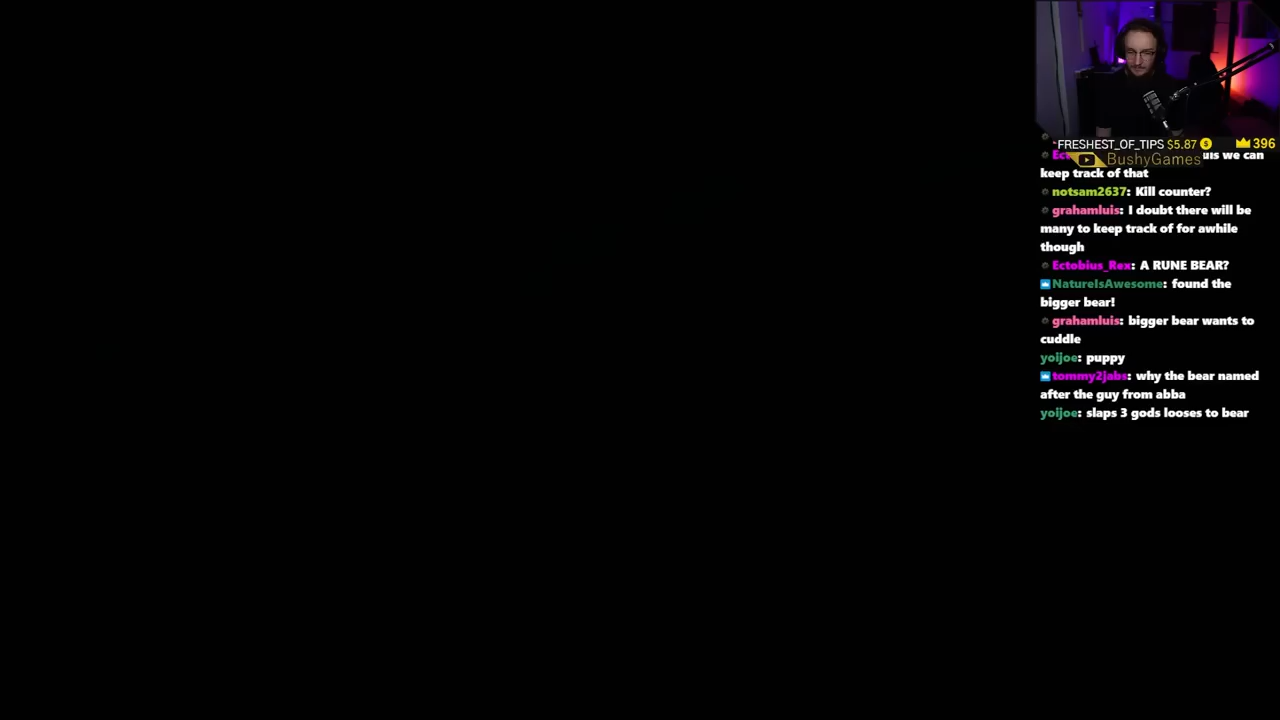 FRESHEST_OF_TIPS $5.87 396
BushyGames
we can
keep track of that
notsam2637: Kill counter?
grahamluis: I doubt there will be
many to keep track of for awhile
though
Ectobius_Rex: A RUNE BEAR?
NatureIsAwesome: found the
bigger bear!
grahamluis: bigger bear wants to
cuddle
yoijoe: puppy
tommy2jabs: why the bear named
after the guy from abba
yoijoe: slaps 3 gods looses to bear